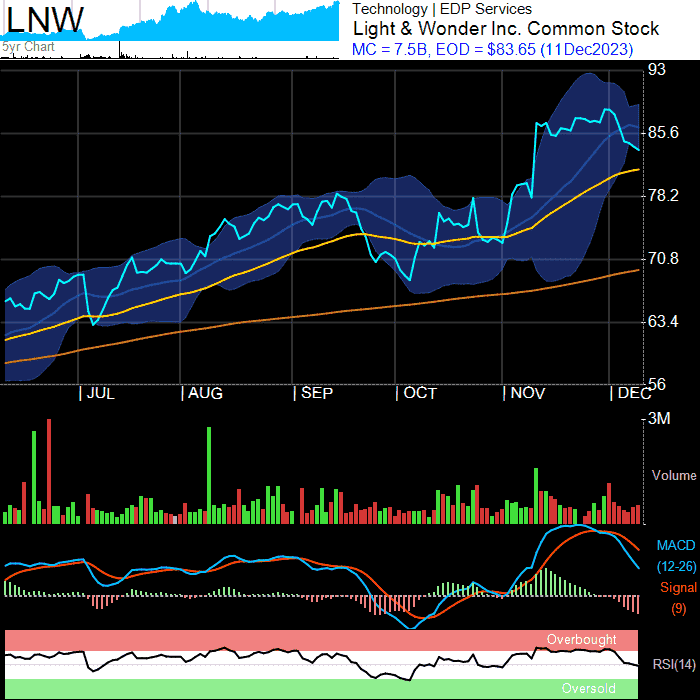 LNW
5yr Chart
Technology | EDP Services
Light & Wonder Inc. Common Stock
MC = 7.5B, EOD = $83.65 (11Dec2023)
93
85.6
78.2
70.8
63.4
56
| JUL | AUG | SEP | OCT | NOV | DEC
3M
Volume
MACD
(12-26)
Signal
(9)
Overbought
RSI(14)
Oversold